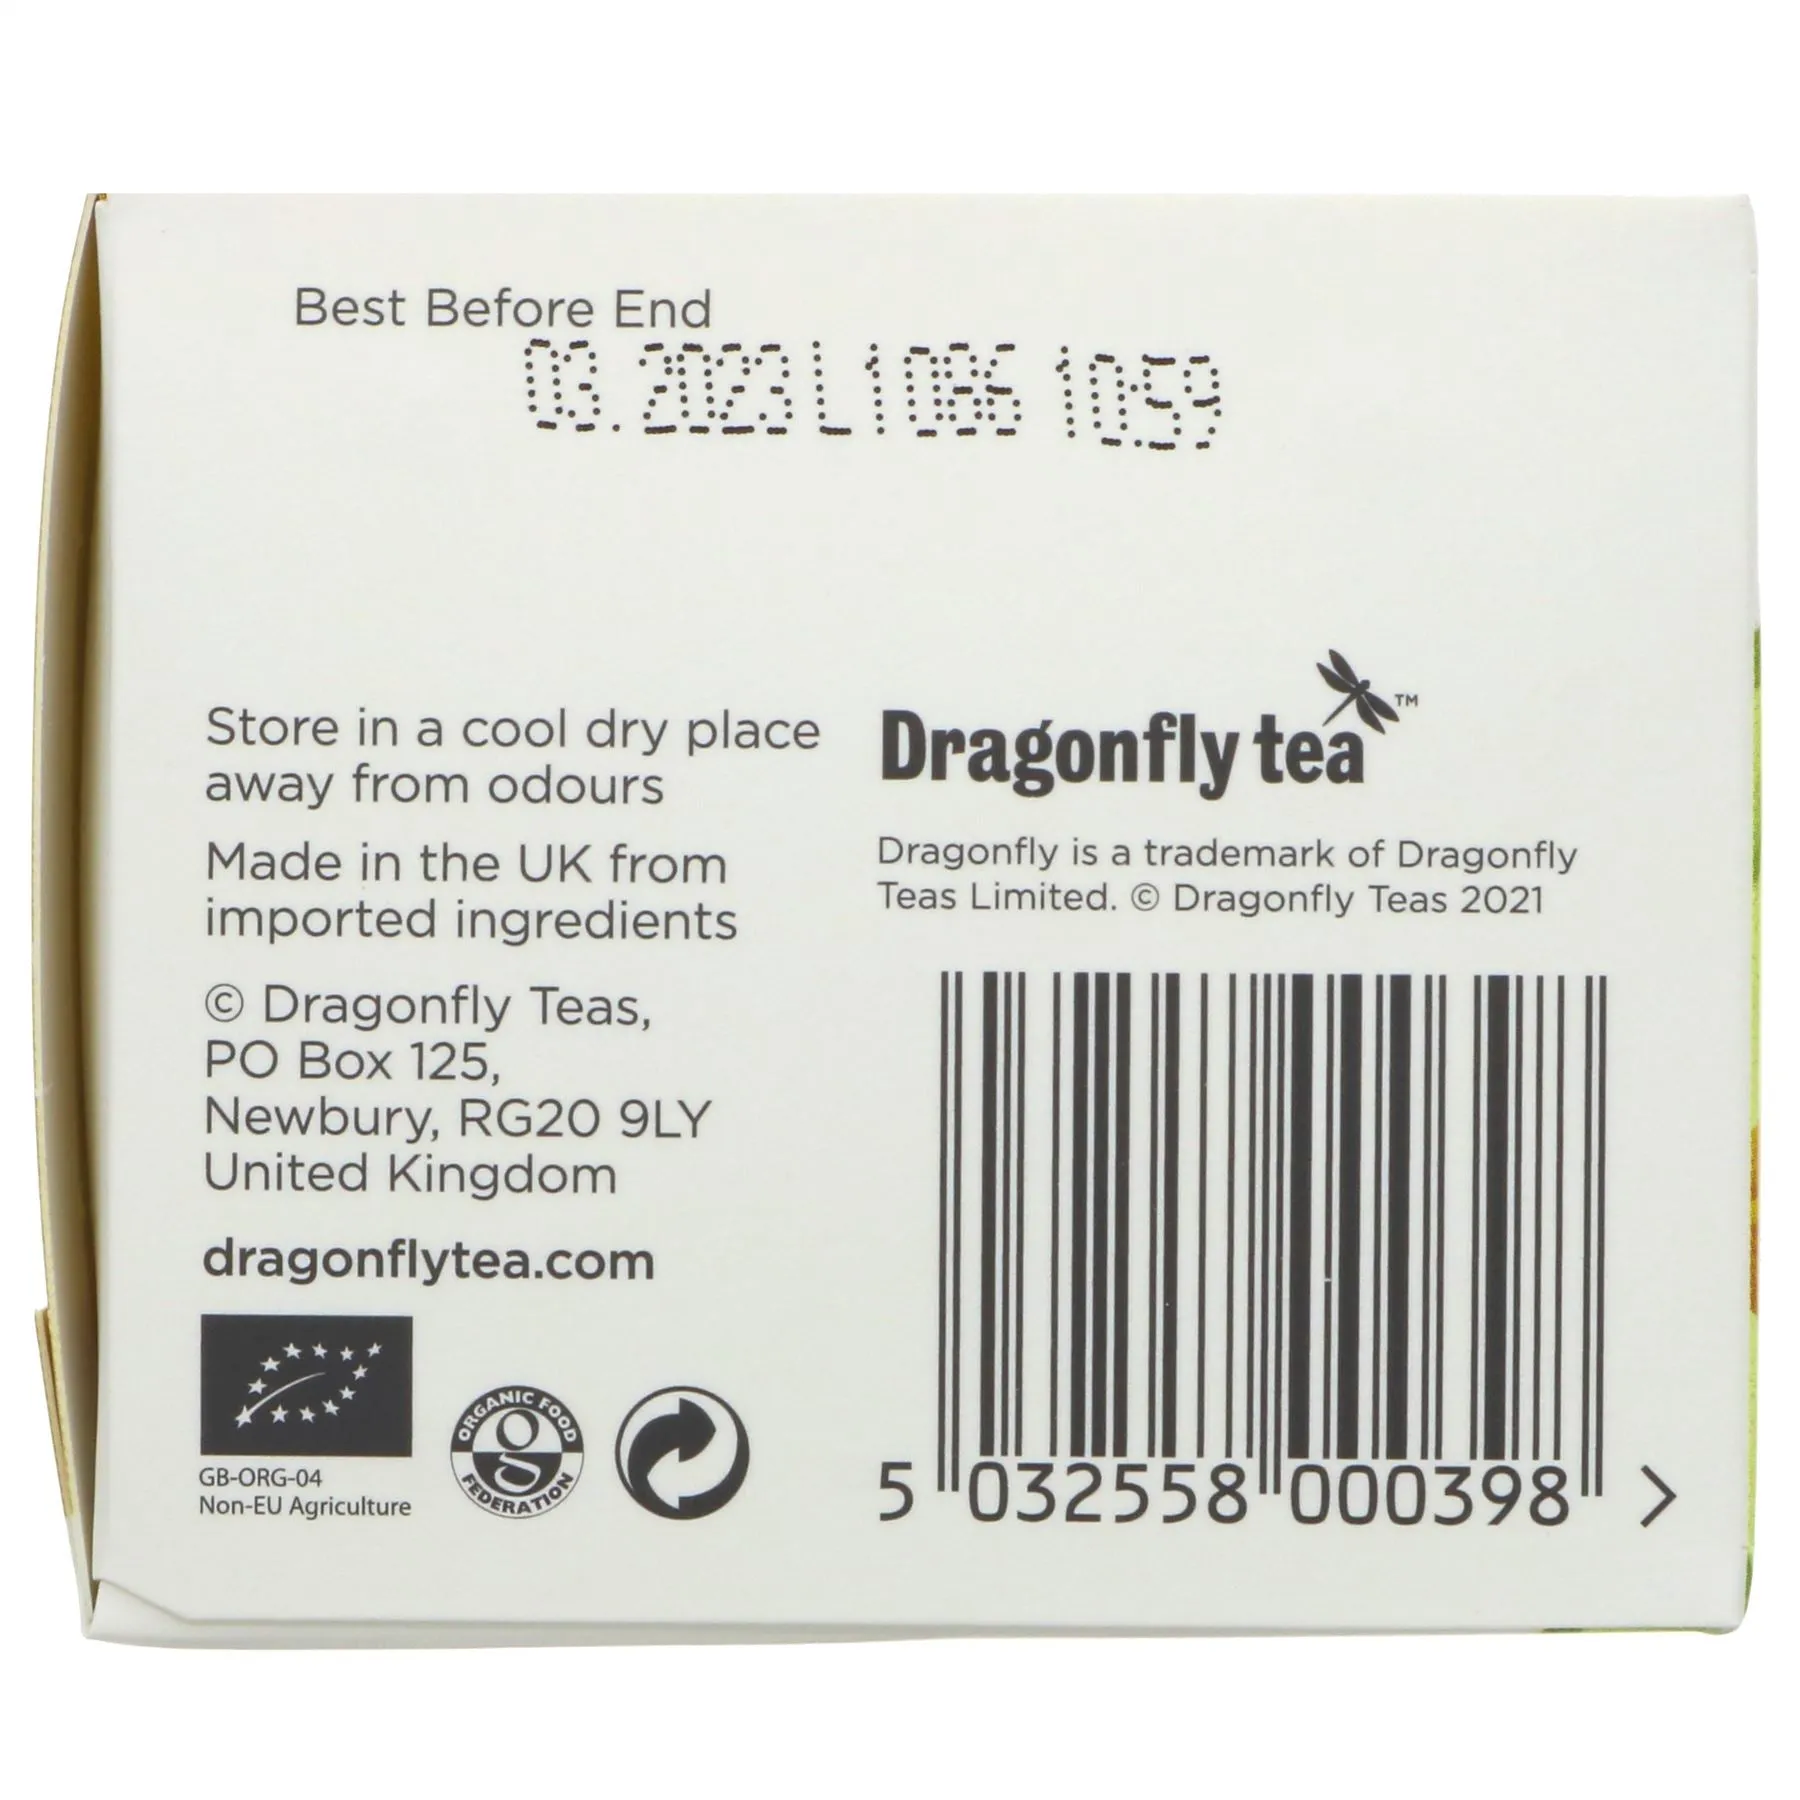 Best Before End
03.2023 L1086 10:59
Store in a cool dry place
away from odours
Made in the UK from
imported ingredients
© Dragonfly Teas,
PO Box 125,
Newbury, RG20 9LY
United Kingdom
dragonflytea.com
GB-ORG-04
Non-EU Agriculture
ORGANIC FOOD
FEDERATION
Dragonfly tea™
Dragonfly is a trademark of Dragonfly
Teas Limited. © Dragonfly Teas 2021
5 032558 000398 >